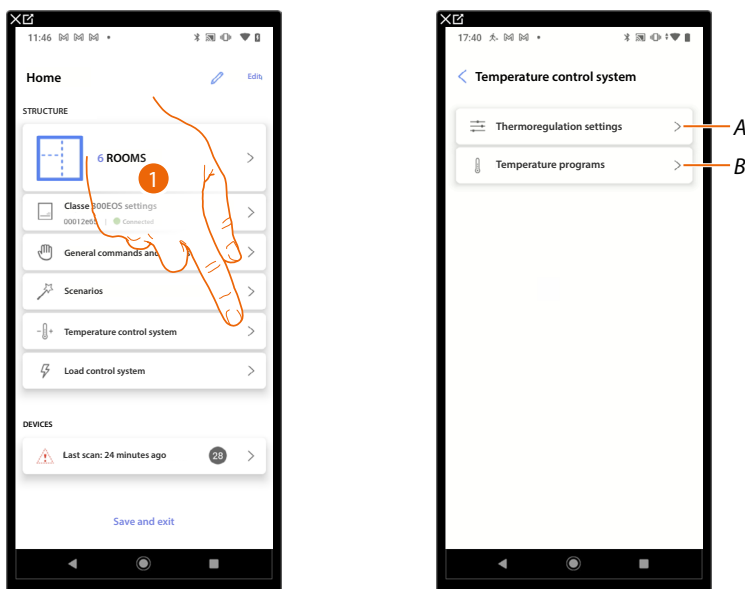 11:46
Home
Edit
STRUCTURE
6 ROOMS
1
Classe 300EOS settings
00012e65 | Connected
General commands and
Scenarios
Temperature control system
Load control system
DEVICES
Last scan: 24 minutes ago 28
Save and exit
17:40
Temperature control system
Thermoregulation settings
A
Temperature programs
B